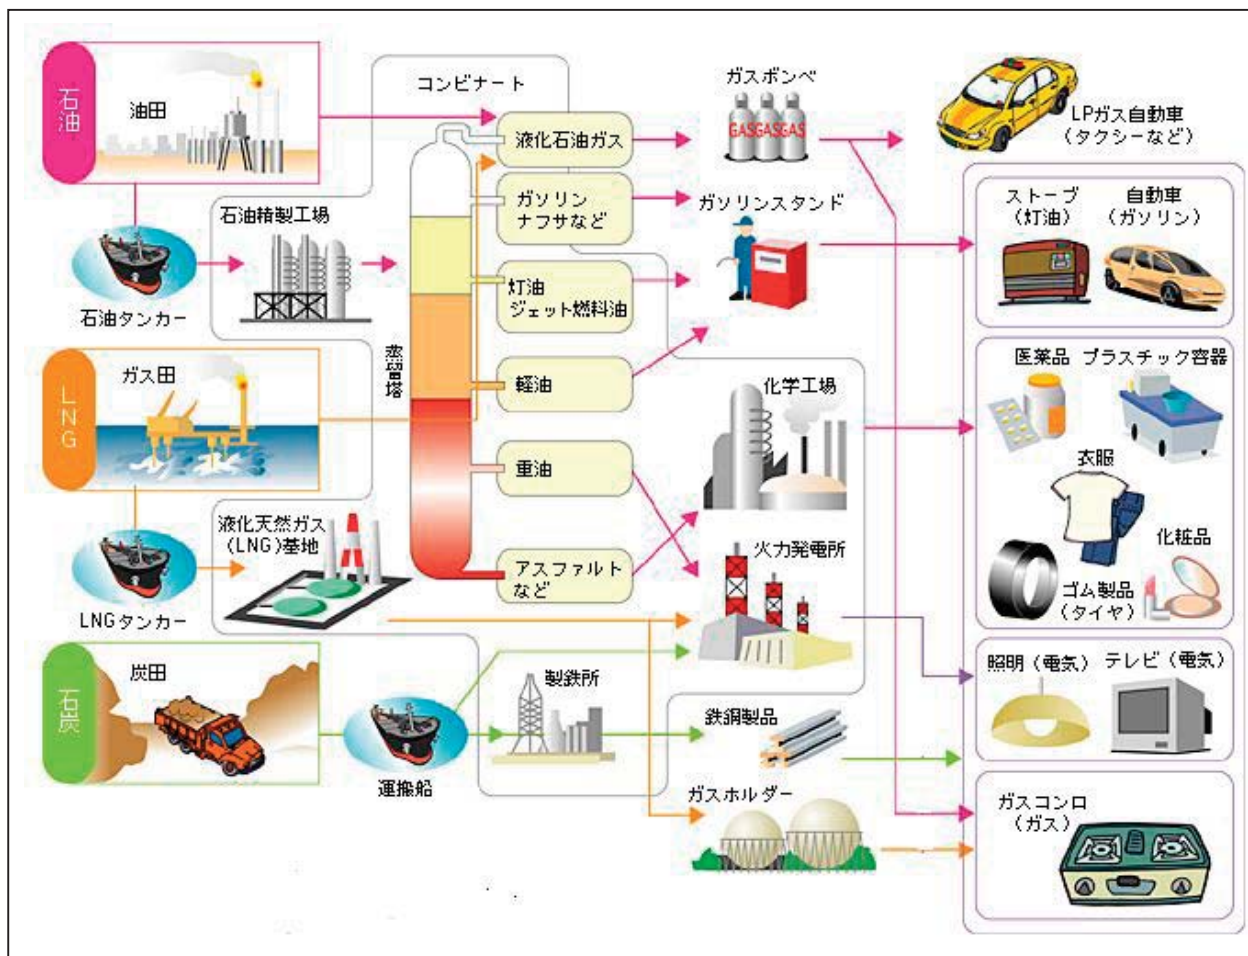 石油
油田
コンビナート
ガスボンベ
GAS GAS GAS
LPガス自動車
(タクシーなど)
液化石油ガス
ガソリン
ナフサなど
石油精製工場
ガソリンスタンド
ストーブ
(灯油)
自動車
(ガソリン)
石油タンカー
灯油
ジェット燃料油
蒸留塔
LNG
ガス田
軽油
化学工場
医薬品
プラスチック容器
衣服
重油
液化天然ガス
(LNG)基地
火力発電所
化粧品
ゴム製品
(タイヤ)
アスファルト
など
LNGタンカー
石炭
炭田
製鉄所
照明(電気)
テレビ(電気)
鉄鋼製品
運搬船
ガスホルダー
ガスコンロ
(ガス)